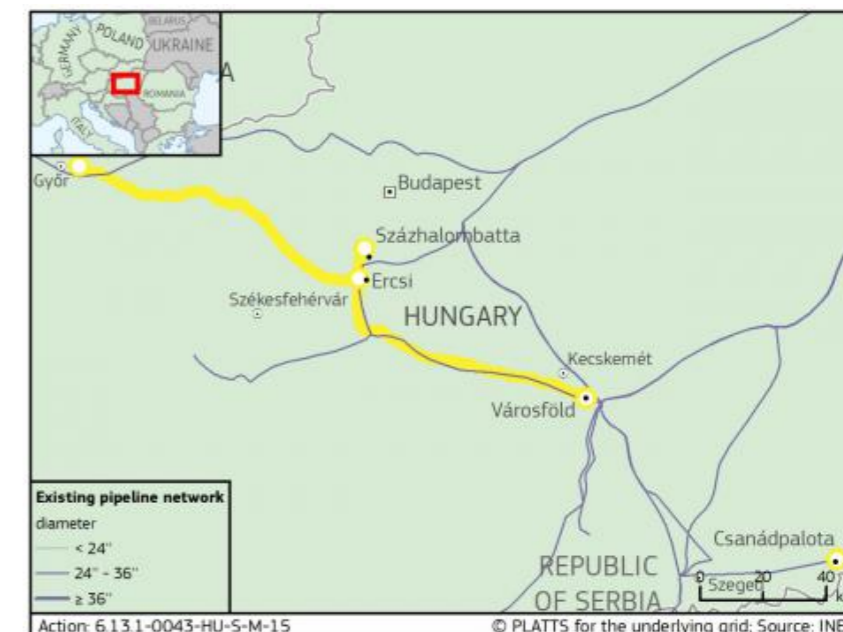 BELARUS
POLAND
GERMANY
UKRAINE
A
ROMANIA
ITALY
Győr
Budapest
Százhalombatta
Ercsi
Székesfehérvár
HUNGARY
Kecskemét
Városföld
Existing pipeline network
diameter
< 24"
24" - 36"
≥ 36"
Csanádpalota
REPUBLIC
OF SERBIA
Szeged
0 20 40
k
Action: 6.13.1-0043-HU-S-M-15
© PLATTS for the underlying grid; Source: INE